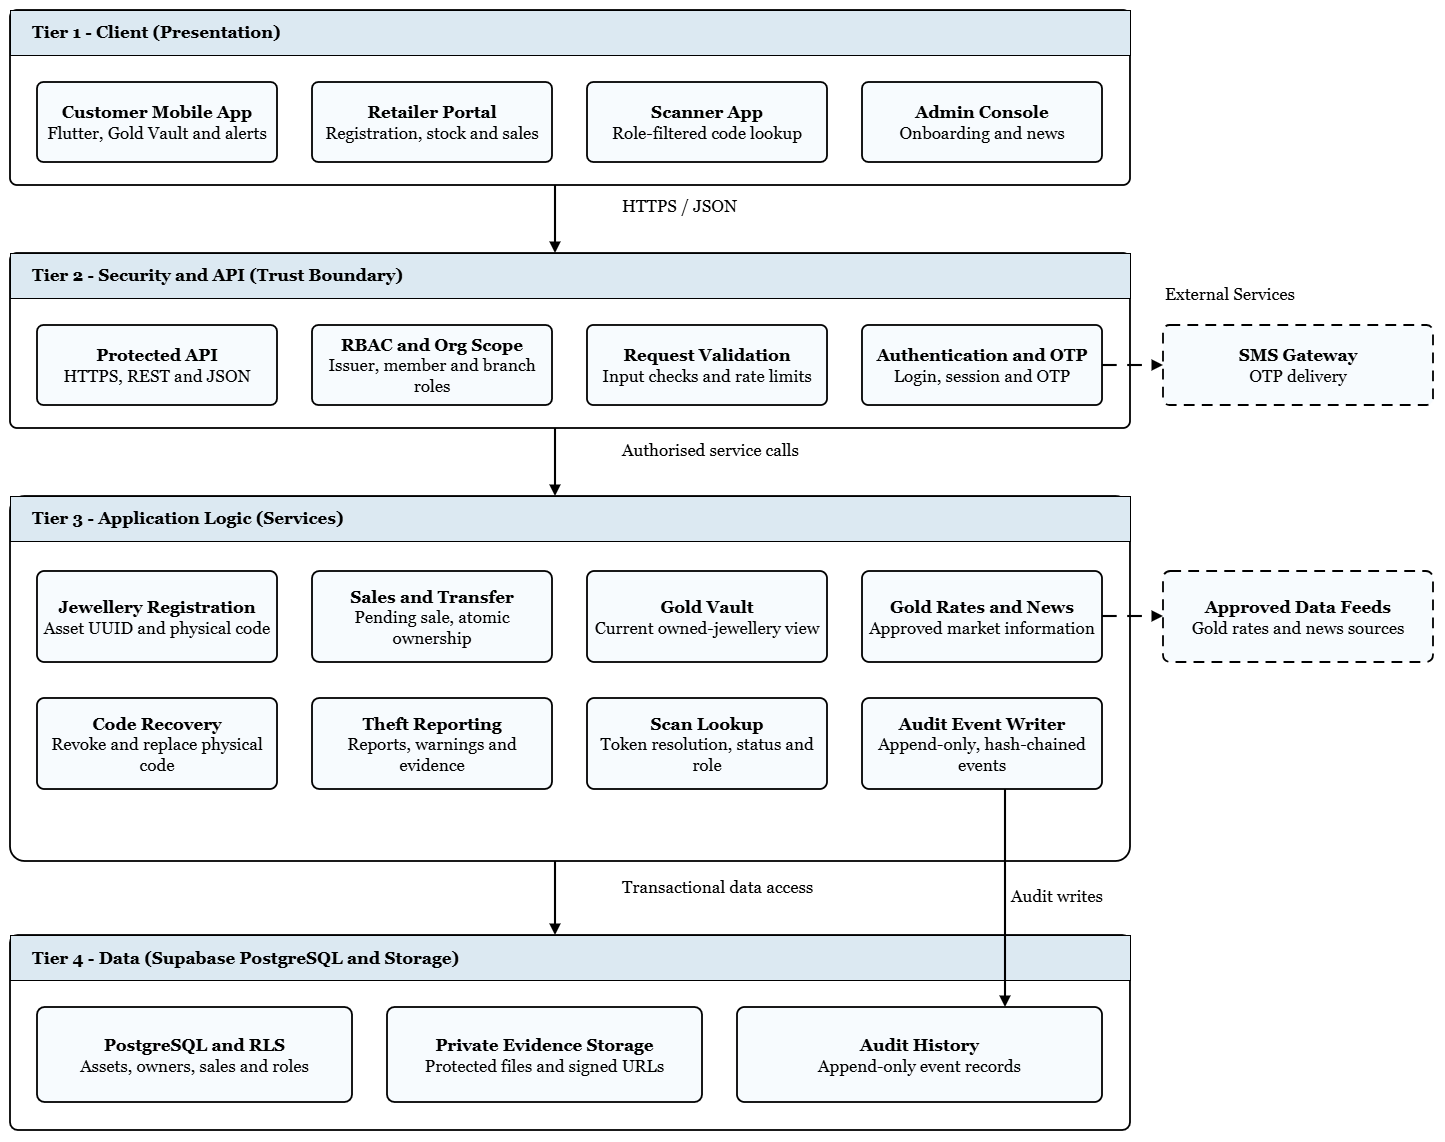 Tier 1 - Client (Presentation)
Customer Mobile App
Flutter, Gold Vault and alerts
Retailer Portal
Registration, stock and sales
Scanner App
Role-filtered code lookup
Admin Console
Onboarding and news
HTTPS / JSON
Tier 2 - Security and API (Trust Boundary)
External Services
Protected API
HTTPS, REST and JSON
RBAC and Org Scope
Issuer, member and branch
roles
Request Validation
Input checks and rate limits
Authentication and OTP
Login, session and OTP
SMS Gateway
OTP delivery
Authorised service calls
Tier 3 - Application Logic (Services)
Jewellery Registration
Asset UUID and physical code
Sales and Transfer
Pending sale, atomic
ownership
Gold Vault
Current owned-jewellery view
Gold Rates and News
Approved market information
Approved Data Feeds
Gold rates and news sources
Code Recovery
Revoke and replace physical
code
Theft Reporting
Reports, warnings and
evidence
Scan Lookup
Token resolution, status and
role
Audit Event Writer
Append-only, hash-chained
events
Transactional data access
Audit writes
Tier 4 - Data (Supabase PostgreSQL and Storage)
PostgreSQL and RLS
Assets, owners, sales and roles
Private Evidence Storage
Protected files and signed URLs
Audit History
Append-only event records